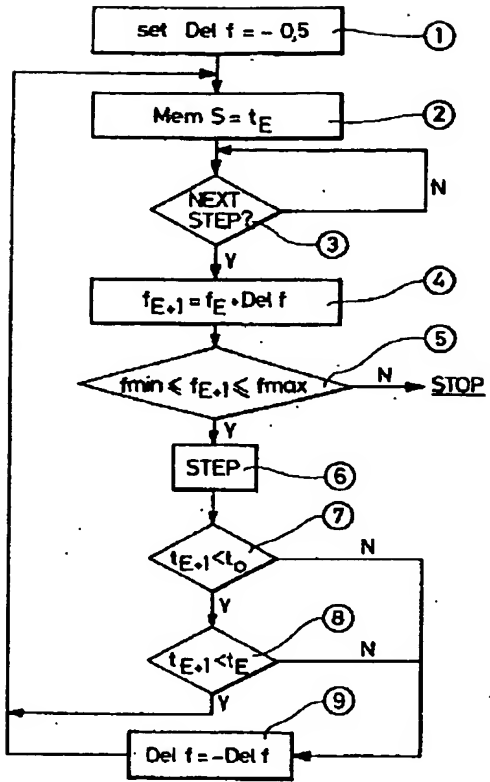 set Del f = - 0,5
①
Mem S = t_E
②
N
NEXT
STEP?
③
Y
④
f_E+1 = f_E + Del f
⑤
fmin ≤ f_E+1 ≤ fmax
N
STOP
Y
STEP
⑥
⑦
t_E+1 < t_o
N
Y
⑧
t_E+1 < t_E
N
Y
⑨
Del f = - Del f